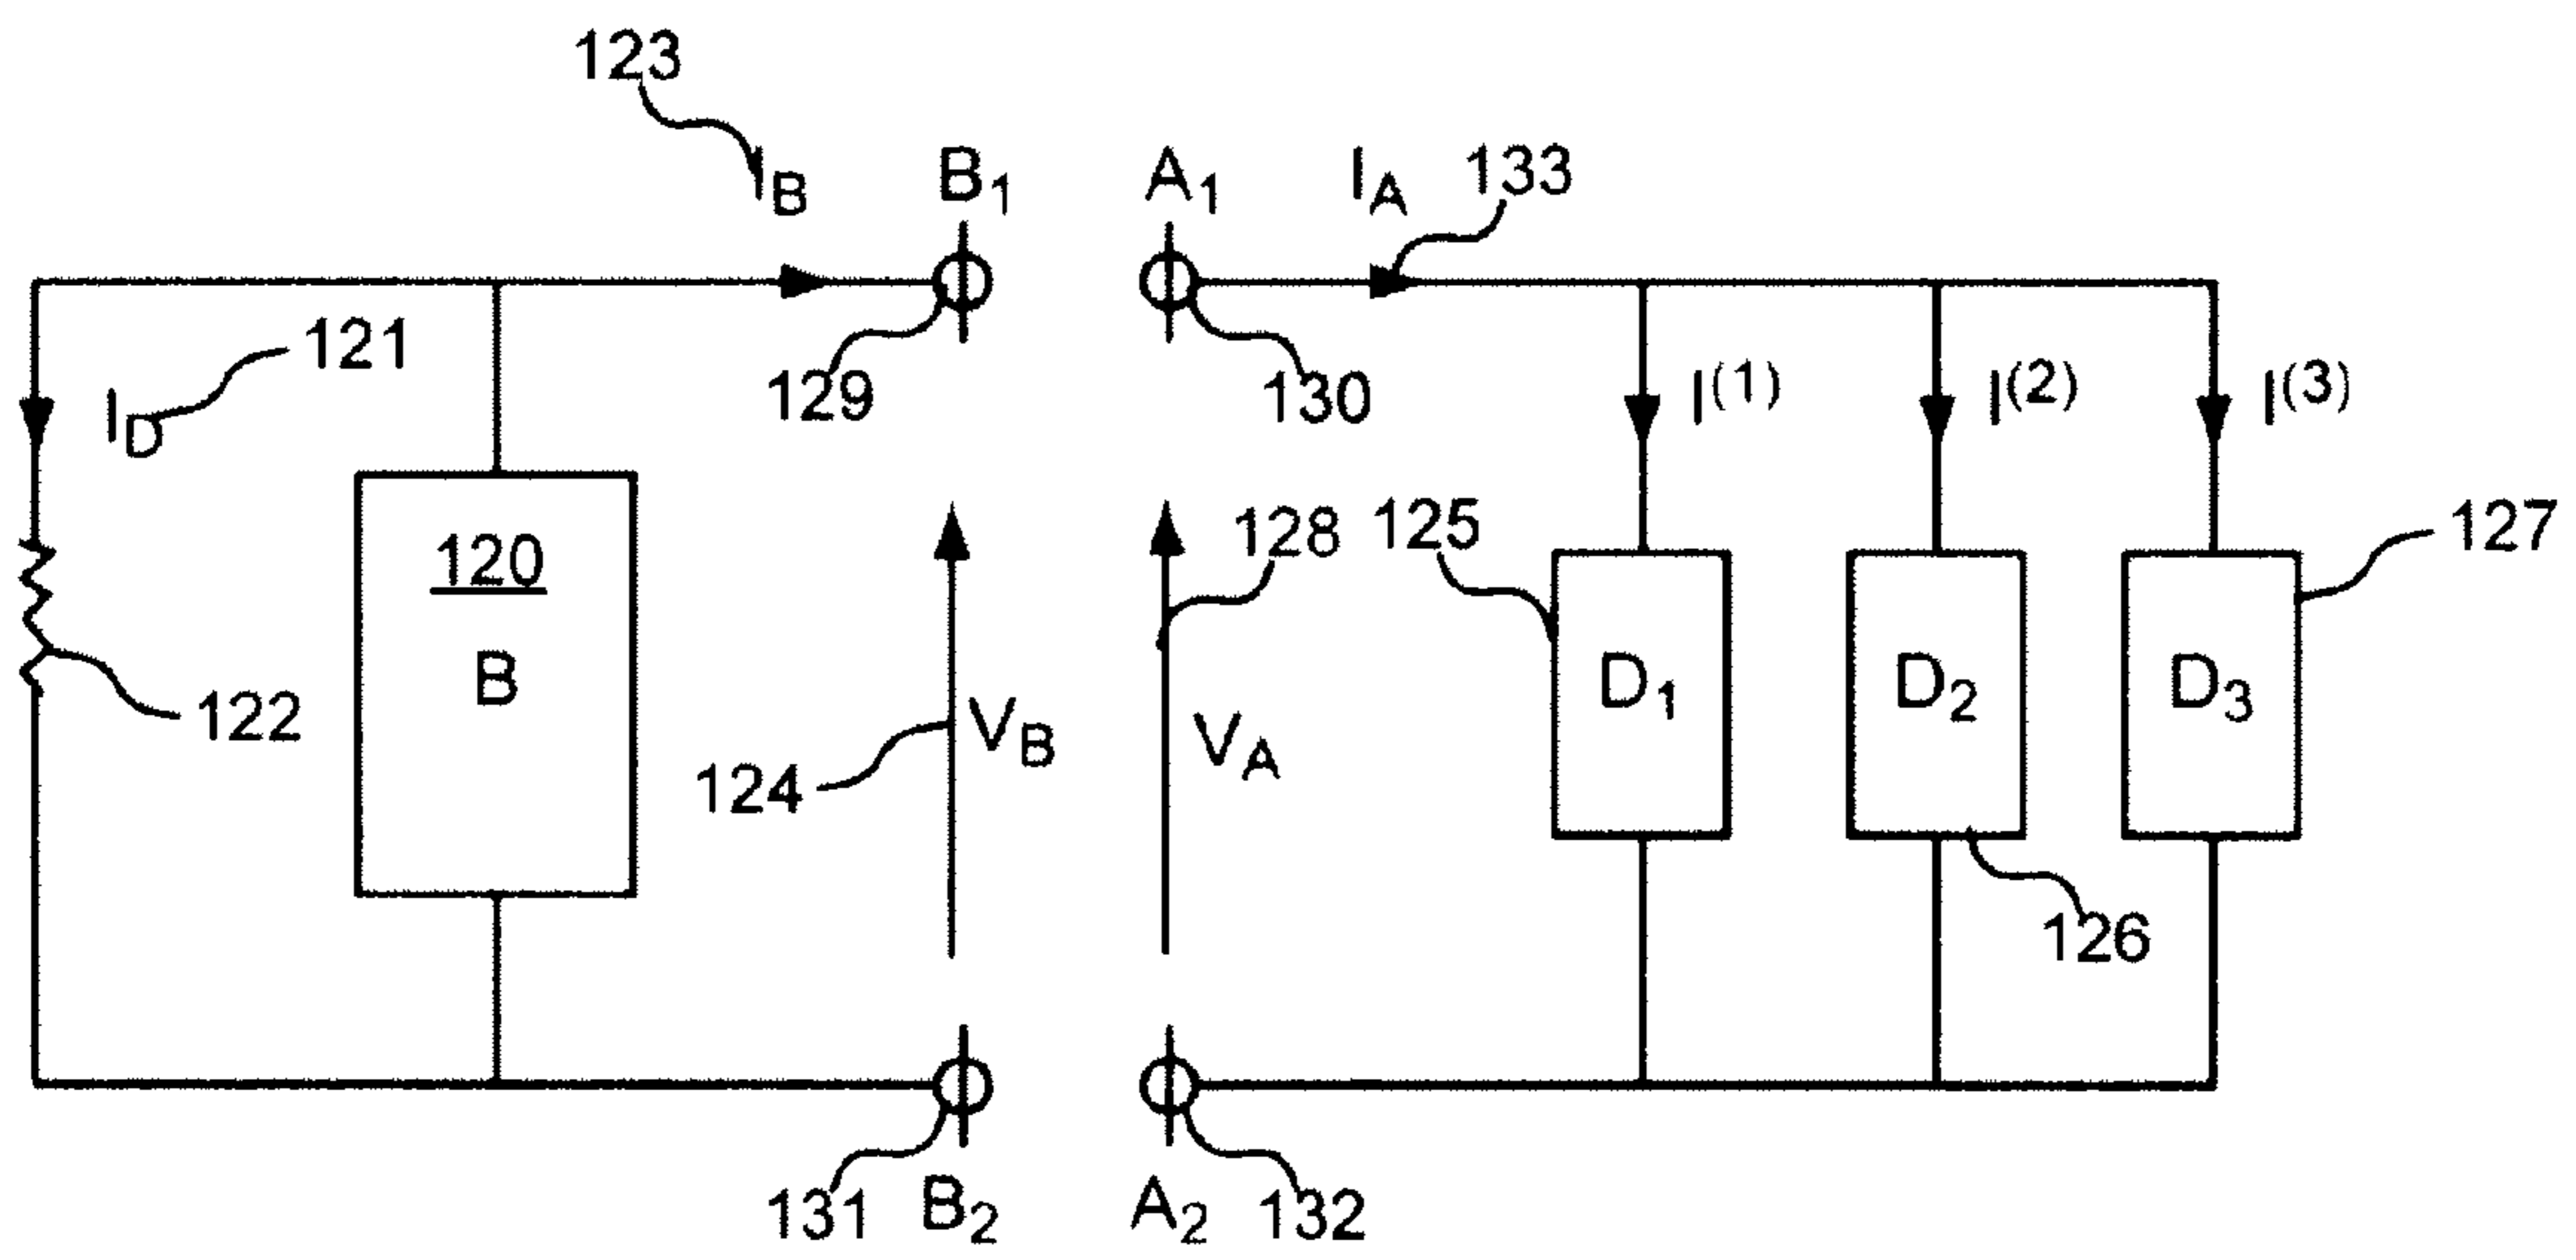 123
I_B B_1 A_1 I_A 133
121 I_D 129 130 I^(1) I^(2) I^(3)
120 128 125 127
B D_1 D_2 D_3
122 124 V_B V_A
126
131 B_2 A_2 132